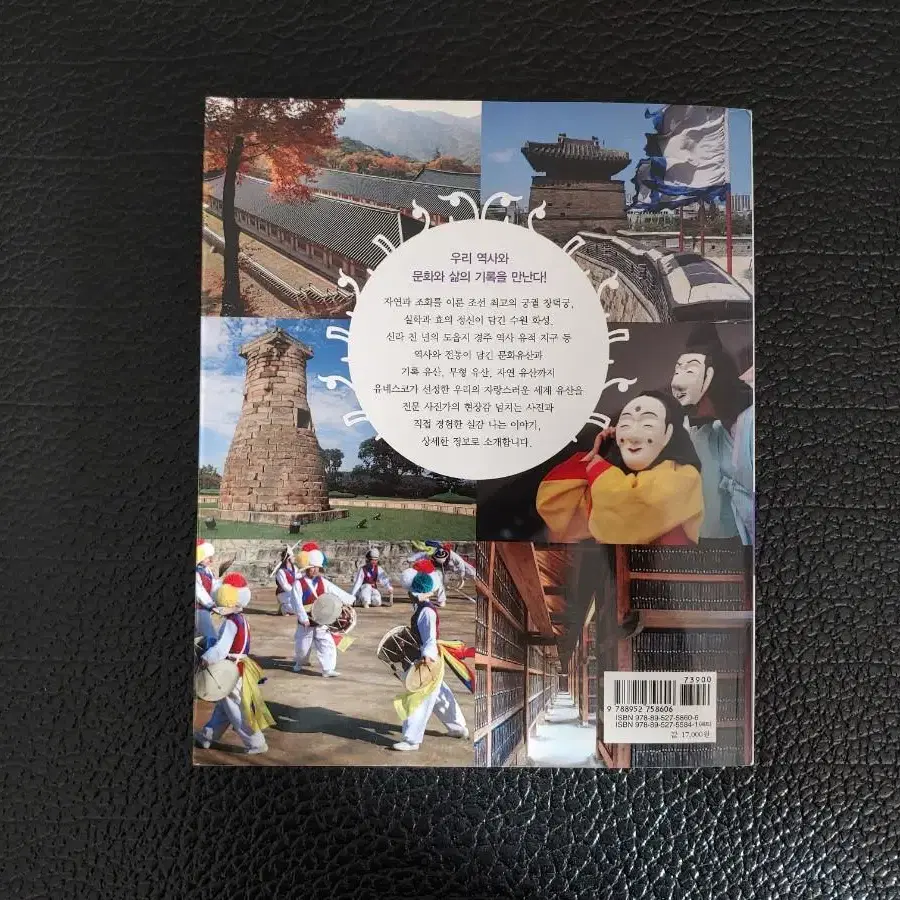 우리 역사와
문화와 삶의 기록을 만난다!
자연과 조화를 이룬 조선 최고의 궁궐 창덕궁,
실학과 효의 정신이 담긴 수원 화성,
신라 천 년의 도읍지 경주 역사 유적 지구 등
역사와 전통이 담긴 문화유산과
기록 유산, 무형 유산, 자연 유산까지
유네스코가 선정한 우리의 자랑스러운 세계 유산을
전문 사진가의 현장감 넘치는 사진과
직접 경험한 실감 나는 이야기,
상세한 정보로 소개합니다.
73900
9 788952 758606
ISBN 978-89-527-5860-6
ISBN 978-89-527-5594-1(세트)
값 17,000원